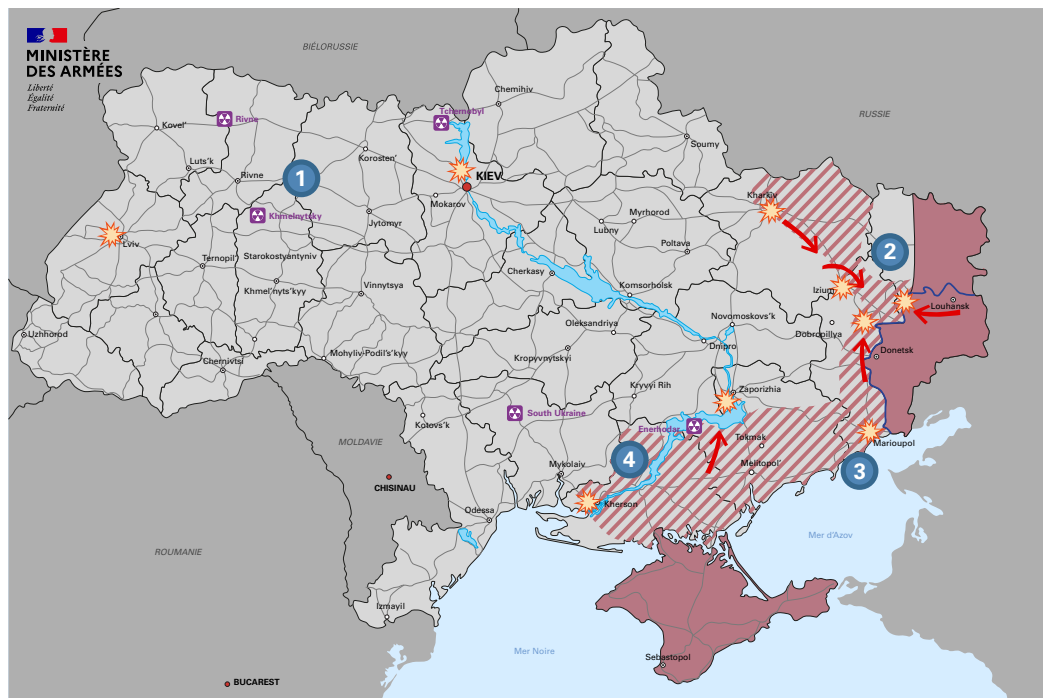 MINISTÈRE
DES ARMÉES
Liberté
Égalité
Fraternité
BIÉLORUSSIE
RUSSIE
Tchernobyl
Chernihiv
Rivne
Kovel'
Soumy
Luts'k
Korosten'
Rivne
1
KIEV
Kharkiv
Mokarov
Khmelnytsky
Jytomyr
Myrhorod
Lubny
Poltava
Lviv
2
Ternopil'
Starokostyantyniv
Cherkasy
Khmel'nyts'kyy
Vinnytsya
Komsorholsk
Izium
Louhansk
Uzhhorod
Oleksandriya
Novomoskovs'k
Dobropillya
Chernivtsi
Mohyliv-Podil's'kyy
Kropyvnytskyi
Dnipro
Donetsk
Kryvyi Rih
Zaporizhia
Kotovs'k
South Ukraine
Enerhodar
Tokmak
Marioupol
MOLDAVIE
Mykolaiv
4
Melitopol'
3
CHISINAU
Kherson
Odessa
Mer d'Azov
ROUMANIE
Izmayil
Mer Noire
Sebastopol
BUCAREST